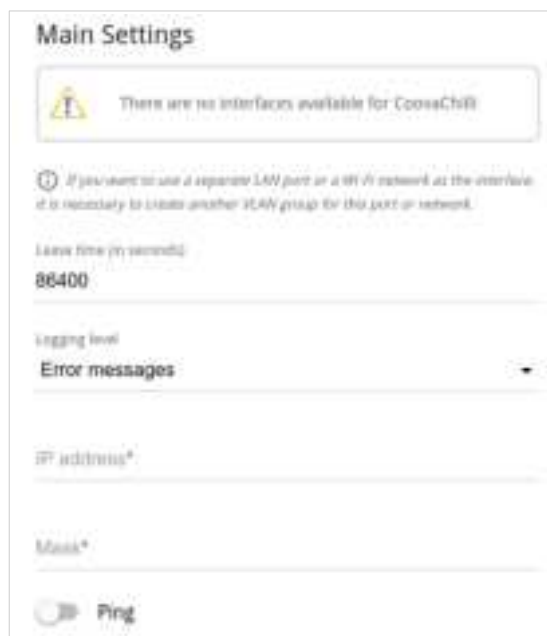 Main Settings
There are no interfaces available for CoovaChilli
If you want to use a separate LAN port or a Wi-Fi network as the interface,
it is necessary to create another VLAN group for this port or network.
Lease time (in seconds)
86400
Logging level
Error messages
IP address*
Mask*
Ping